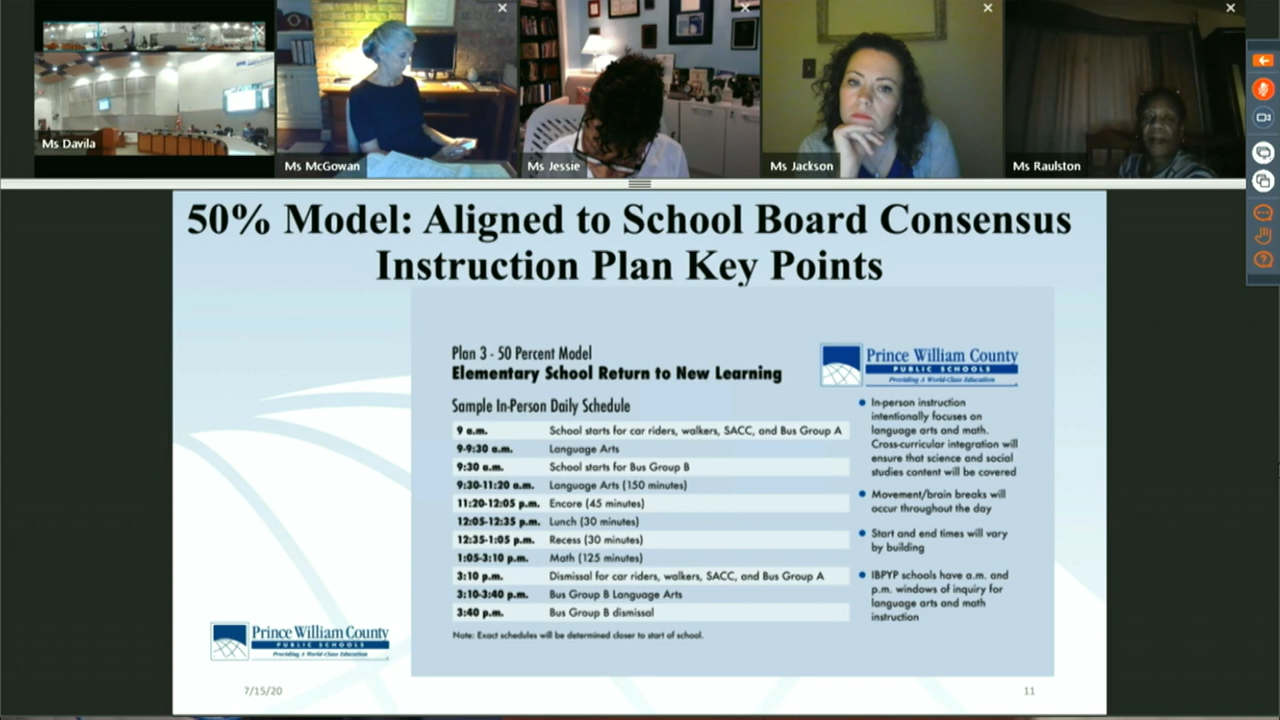 Ms Davila
Ms McGowan
Ms Jessie
Ms Jackson
Ms Raulston
50% Model: Aligned to School Board Consensus
Instruction Plan Key Points
Plan 3 - 50 Percent Model
Elementary School Return to New Learning
Prince William County
PUBLIC SCHOOLS
Providing A World-Class Education
Sample In-Person Daily Schedule
9 a.m. School starts for car riders, walkers, SACC, and Bus Group A
9-9:30 a.m. Language Arts
9:30 a.m. School starts for Bus Group B
9:30-11:20 a.m. Language Arts (150 minutes)
11:20-12:05 p.m. Encore (45 minutes)
12:05-12:35 p.m. Lunch (30 minutes)
12:35-1:05 p.m. Recess (30 minutes)
1:05-3:10 p.m. Math (125 minutes)
3:10 p.m. Dismissal for car riders, walkers, SACC, and Bus Group A
3:10-3:40 p.m. Bus Group B Language Arts
3:40 p.m. Bus Group B dismissal
Note: Exact schedules will be determined closer to start of school.
• In-person instruction
intentionally focuses on
language arts and math.
Cross-curricular integration will
ensure that science and social
studies content will be covered
• Movement/brain breaks will
occur throughout the day
• Start and end times will vary
by building
• IBPYP schools have a.m. and
p.m. windows of inquiry for
language arts and math
instruction
Prince William County
PUBLIC SCHOOLS
Providing A World-Class Education
7/15/20
11